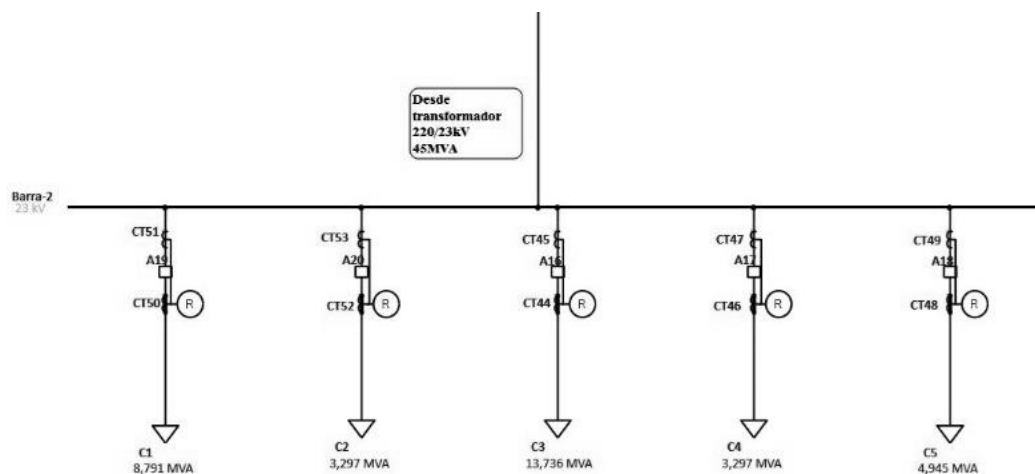 Desde
transformador
220/23kV
45MVA
Barra-2
23 kV
CT51
CT53
CT45
CT47
CT49
A19
A20
A16
A17
A18
CT50
R
CT52
R
CT44
R
CT46
R
CT48
R
C1
8,791 MVA
C2
3,297 MVA
C3
13,736 MVA
C4
3,297 MVA
C5
4,945 MVA